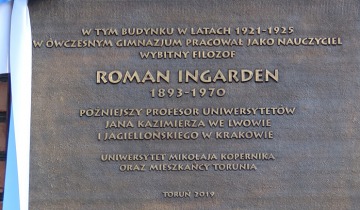 W TYM BUDYNKU W LATACH 1921-1925
W ÓWCZESNYM GIMNAZJUM PRACOWAŁ JAKO NAUCZYCIEL
WYBITNY FILOZOF
ROMAN INGARDEN
1893-1970
PÓŹNIEJSZY PROFESOR UNIWERSYTETÓW
JANA KAZIMIERZA WE LWOWIE
I JAGIELLOŃSKIEGO W KRAKOWIE
UNIWERSYTET MIKOŁAJA KOPERNIKA
ORAZ MIESZKAŃCY TORUNIA
TORUŃ 2019